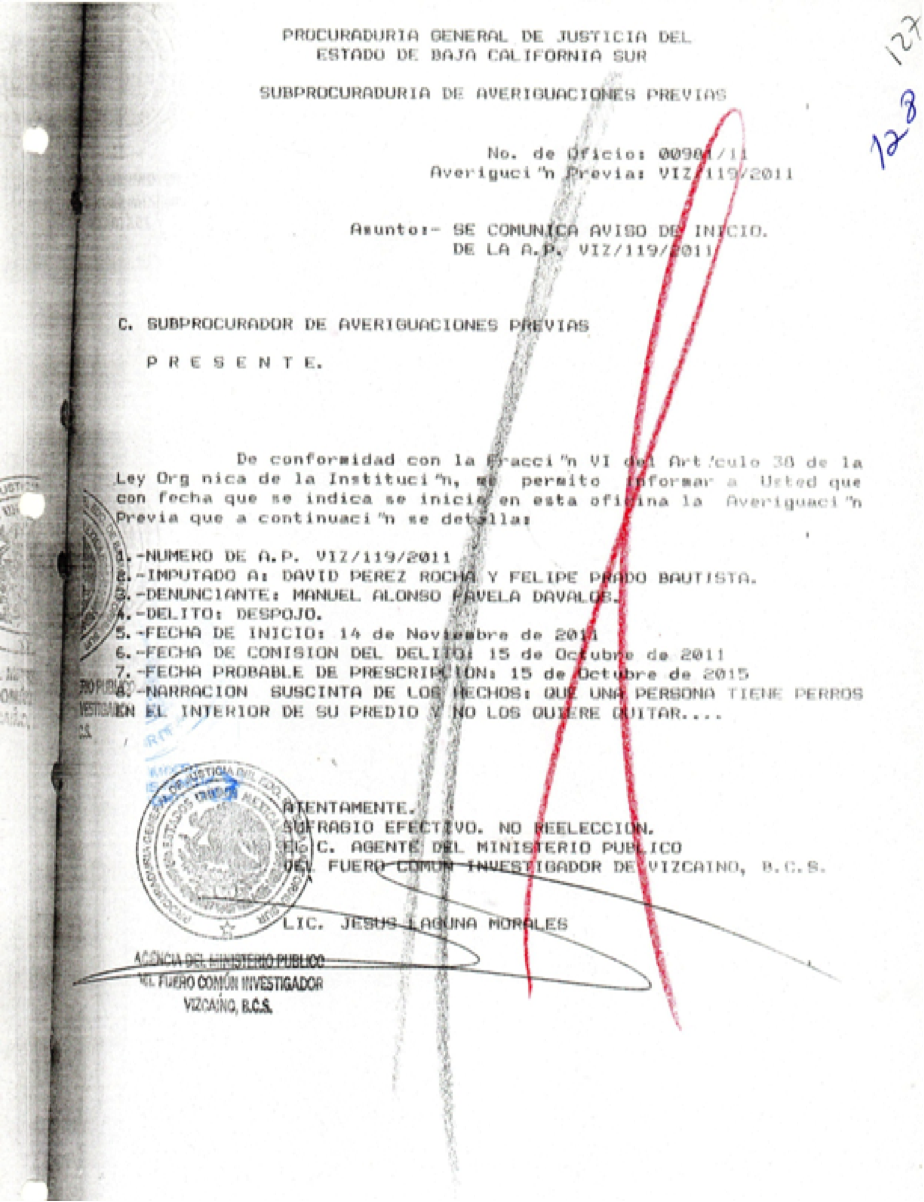 127
128
PROCURADURIA GENERAL DE JUSTICIA DEL
ESTADO DE BAJA CALIFORNIA SUR
SUBPROCURADURIA DE AVERIGUACIONES PREVIAS
No. de Oficio: 00981/11
Averiguci"n Previa: VIZ/119/2011
Asunto:- SE COMUNICA AVISO DE INICIO.
DE LA A.P. VIZ/119/2011
C. SUBPROCURADOR DE AVERIGUACIONES PREVIAS
P R E S E N T E.
De conformidad con la Fracci"n VI del Art/culo 38 de la
Ley Org nica de la Instituci"n, me permito informar a Usted que
con fecha que se indica se inicio en esta oficina la Averiguaci"n
Previa que a continuaci"n se detalla:
1.-NUMERO DE A.P. VIZ/119/2011
2.-IMPUTADO A: DAVID PEREZ ROCHA Y FELIPE PRADO BAUTISTA.
3.-DENUNCIANTE: MANUEL ALONSO FAVELA DAVALOS.
4.-DELITO: DESPOJO.
5.-FECHA DE INICIO: 14 de Noviembre de 2011
6.-FECHA DE COMISION DEL DELITO: 15 de Octubre de 2011
7.-FECHA PROBABLE DE PRESCRIPCION: 15 de Octubre de 2015
8.-NARRACION SUSCINTA DE LOS HECHOS: QUE UNA PERSONA TIENE PERROS
EN EL INTERIOR DE SU PREDIO Y NO LOS QUIERE QUITAR....
ATENTAMENTE.
SUFRAGIO EFECTIVO. NO REELECCION.
EL C. AGENTE DEL MINISTERIO PUBLICO
DEL FUERO COMUN INVESTIGADOR DE VIZCAINO, B.C.S.
LIC. JESUS LAGUNA MORALES
ESTADOS UNIDOS MEXICANOS
AGENCIA DEL MINISTERIO PUBLICO
DEL FUERO COMÚN INVESTIGADOR
VIZCAÍNO, B.C.S.